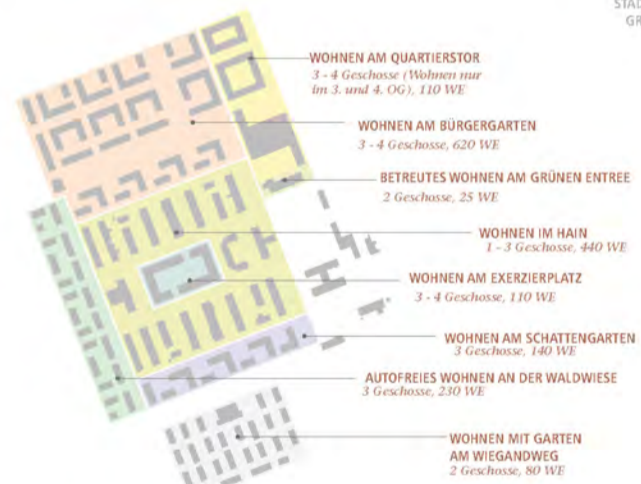 STAD
GR
WOHNEN AM QUARTIERSTOR
3 - 4 Geschosse (Wohnen nur
im 3. und 4. OG), 110 WE
WOHNEN AM BÜRGERGARTEN
3 - 4 Geschosse, 620 WE
BETREUTES WOHNEN AM GRÜNEN ENTREE
2 Geschosse, 25 WE
WOHNEN IM HAIN
1 - 3 Geschosse, 440 WE
WOHNEN AM EXERZIERPLATZ
3 - 4 Geschosse, 110 WE
WOHNEN AM SCHATTENGARTEN
3 Geschosse, 140 WE
AUTOFREIES WOHNEN AN DER WALDWIESE
3 Geschosse, 230 WE
WOHNEN MIT GARTEN
AM WIEGANDWEG
2 Geschosse, 80 WE